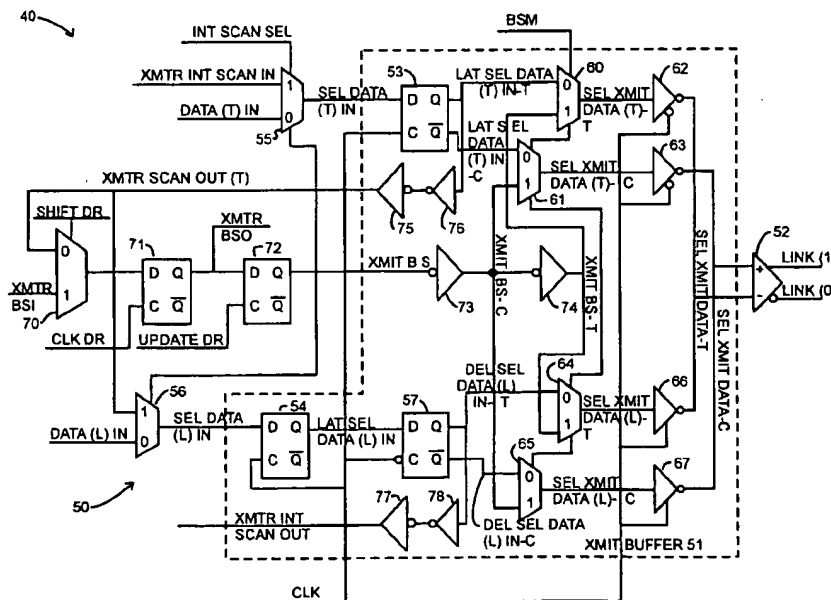 40
INT SCAN SEL
BSM
XMTR INT SCAN IN
1
SEL DATA
(T) IN
DATA (T) IN
0
55
53
D Q
C Q
LAT SEL DATA
(T) IN-T
LAT SEL
DATA
(T) IN
-C
60
0
1
SEL XMIT
DATA (T)-
T
62
0
1
61
SEL XMIT
DATA (T)- C
63
XMTR SCAN OUT (T)
75
76
SHIFT DR
0
XMTR
BSI
1
70
71
D Q
C Q
XMTR
BSO
72
D Q
C Q
XMIT B S
73
XMIT BS- C
74
XMIT BS- T
CLK DR
UPDATE DR
SEL XMIT DATA-T
SEL XMIT DATA-C
52
+
-
LINK (1
LINK (0
56
1
0
SEL DATA
(L) IN
DATA (L) IN
50
54
D Q
C Q
LAT SEL
DATA (L) IN
57
D Q
C Q
DEL SEL
DATA (L)
IN- T
64
0
1
SEL XMIT
DATA (L)-
T
66
65
0
1
SEL XMIT
DATA (L)- C
67
DEL SEL DATA
(L) IN-C
77
78
XMTR INT
SCAN OUT
XMIT BUFFER 51
CLK